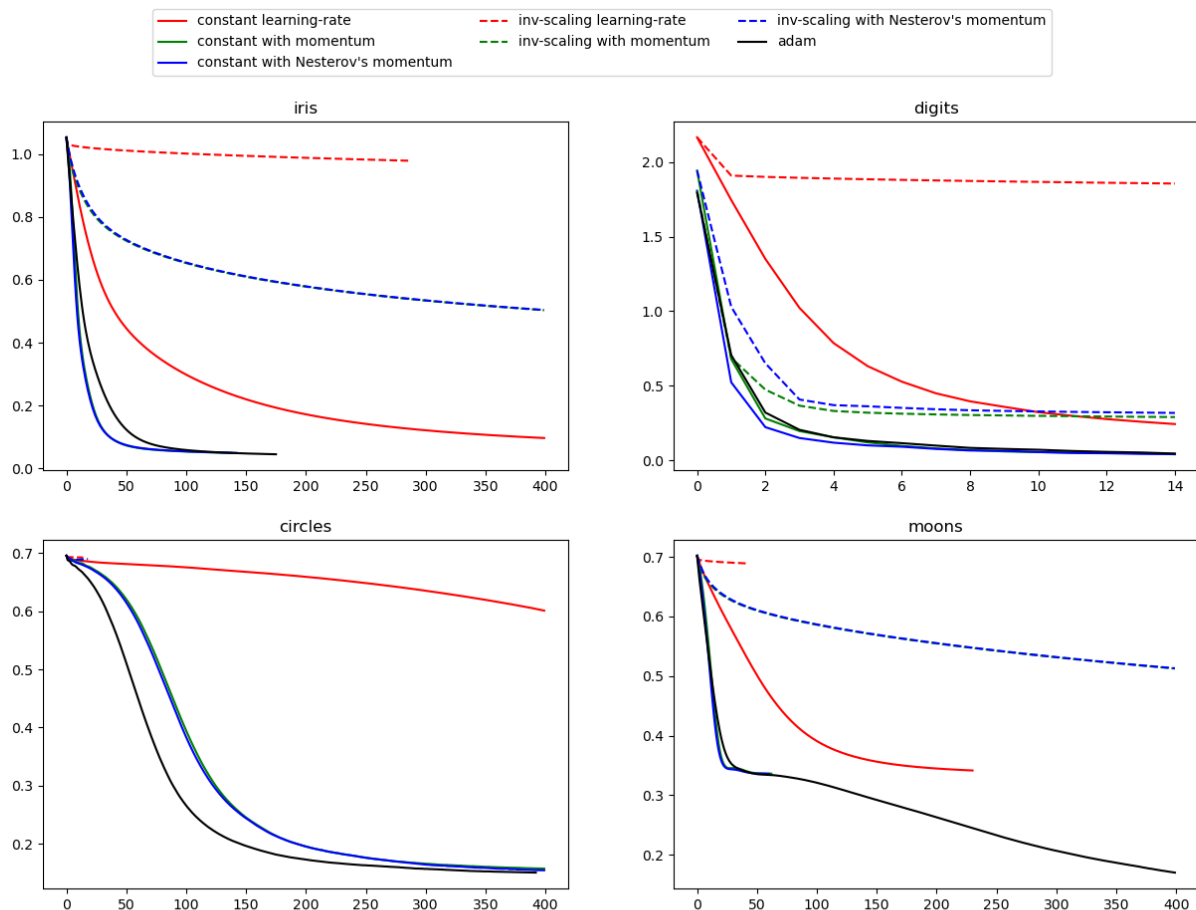 constant learning-rate
constant with momentum
constant with Nesterov's momentum
inv-scaling learning-rate
inv-scaling with momentum
inv-scaling with Nesterov's momentum
adam
iris
1.0
0.8
0.6
0.4
0.2
0.0
0 50 100 150 200 250 300 350 400
digits
2.0
1.5
1.0
0.5
0.0
0 2 4 6 8 10 12 14
circles
0.7
0.6
0.5
0.4
0.3
0.2
0 50 100 150 200 250 300 350 400
moons
0.7
0.6
0.5
0.4
0.3
0.2
0 50 100 150 200 250 300 350 400